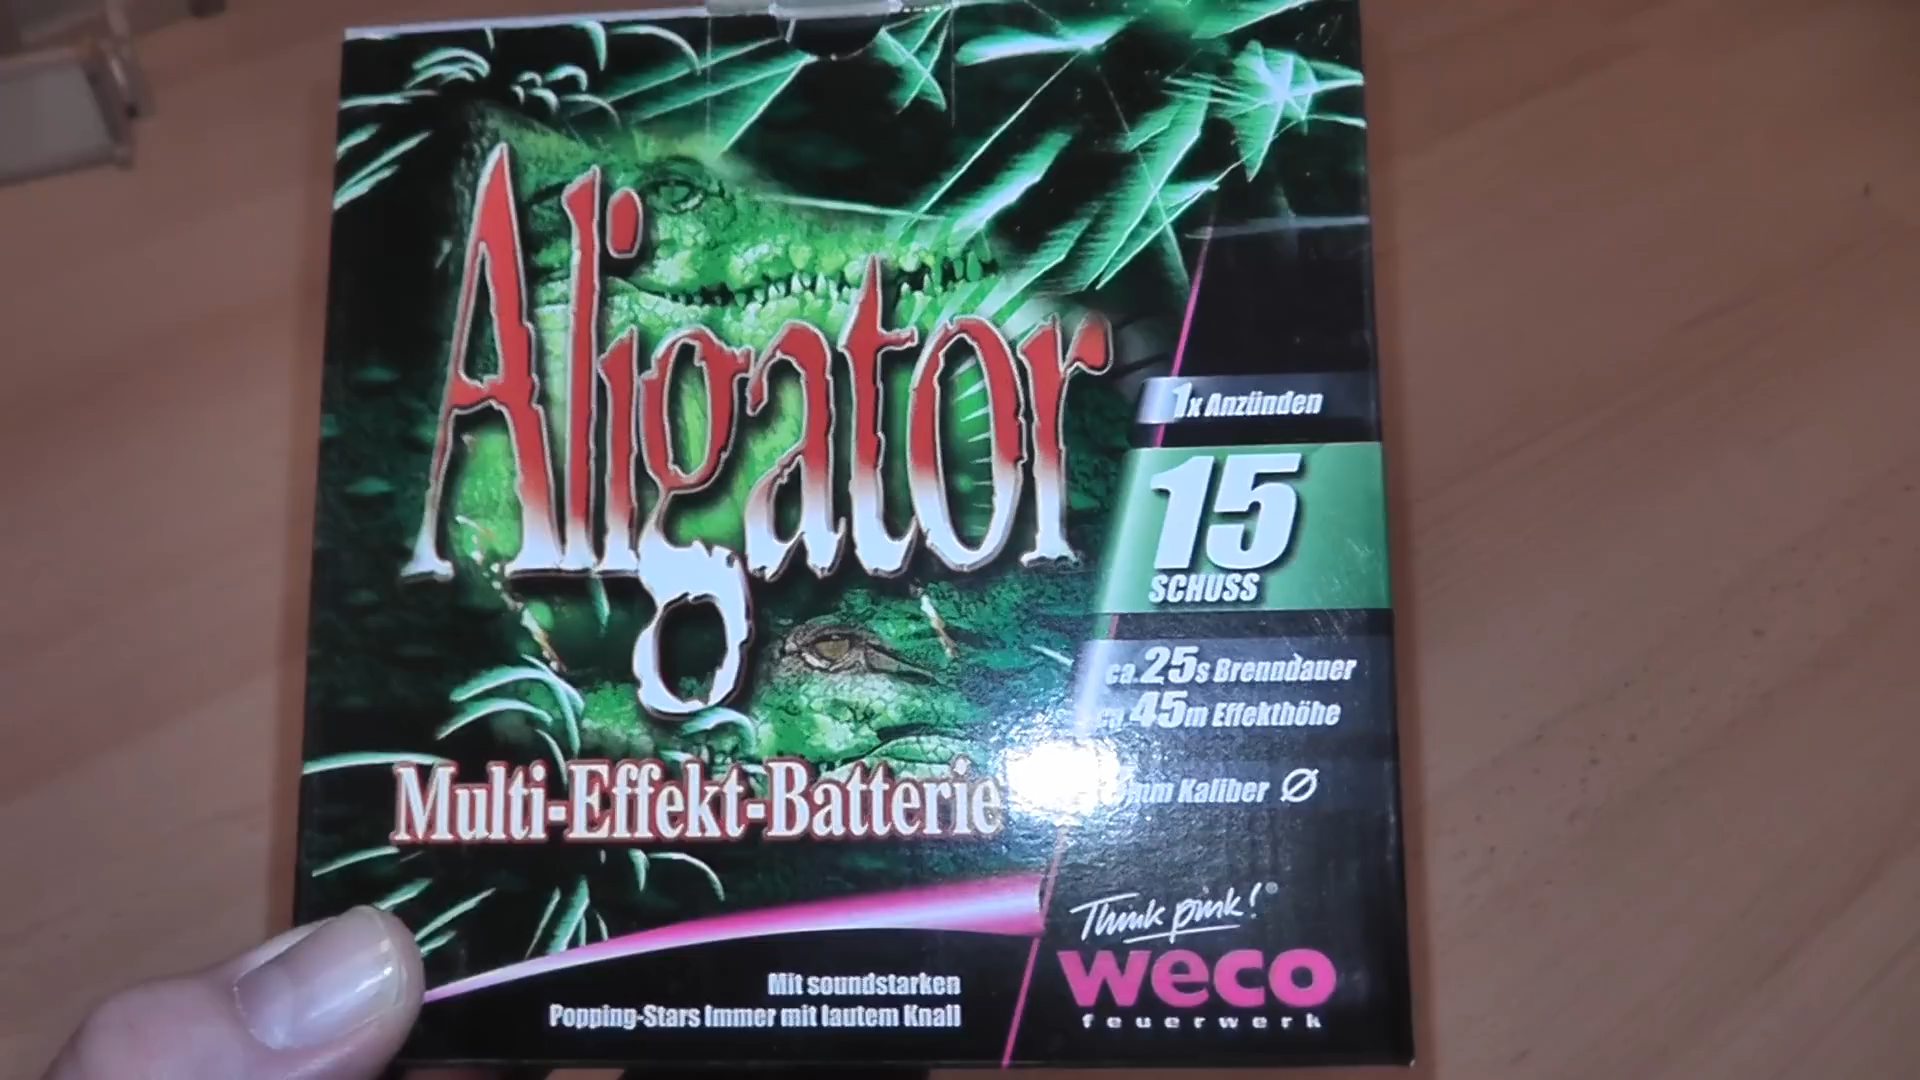 Aligator
1x Anzünden
15
SCHUSS
ca. 25s Brenndauer
ca. 45m Effekthöhe
mm Kaliber Ø
Multi-Effekt-Batterie
Think pink!®
weco
feuerwerk
Mit soundstarken
Popping-Stars Immer mit lautem Knall